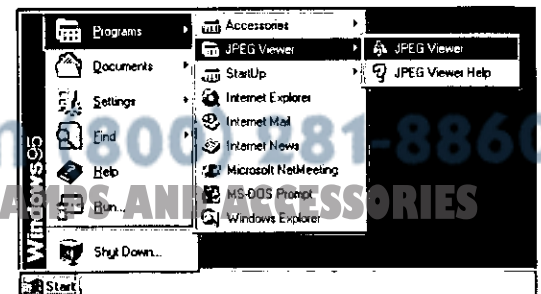 Programs
Documents
Settings
Find
Help
Run...
Shut Down...
Windows95
Start
Accessories
JPEG Viewer
StartUp
Internet Explorer
Internet Mail
Internet News
Microsoft NetMeeting
MS-DOS Prompt
Windows Explorer
JPEG Viewer
JPEG Viewer Help
(800) 281-8860
AMPS AND ACCESSORIES